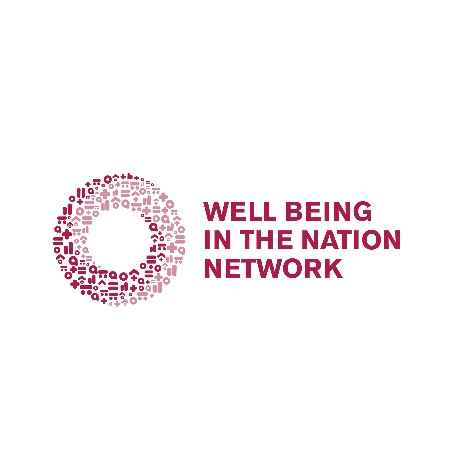 WELL BEING
IN THE NATION
NETWORK